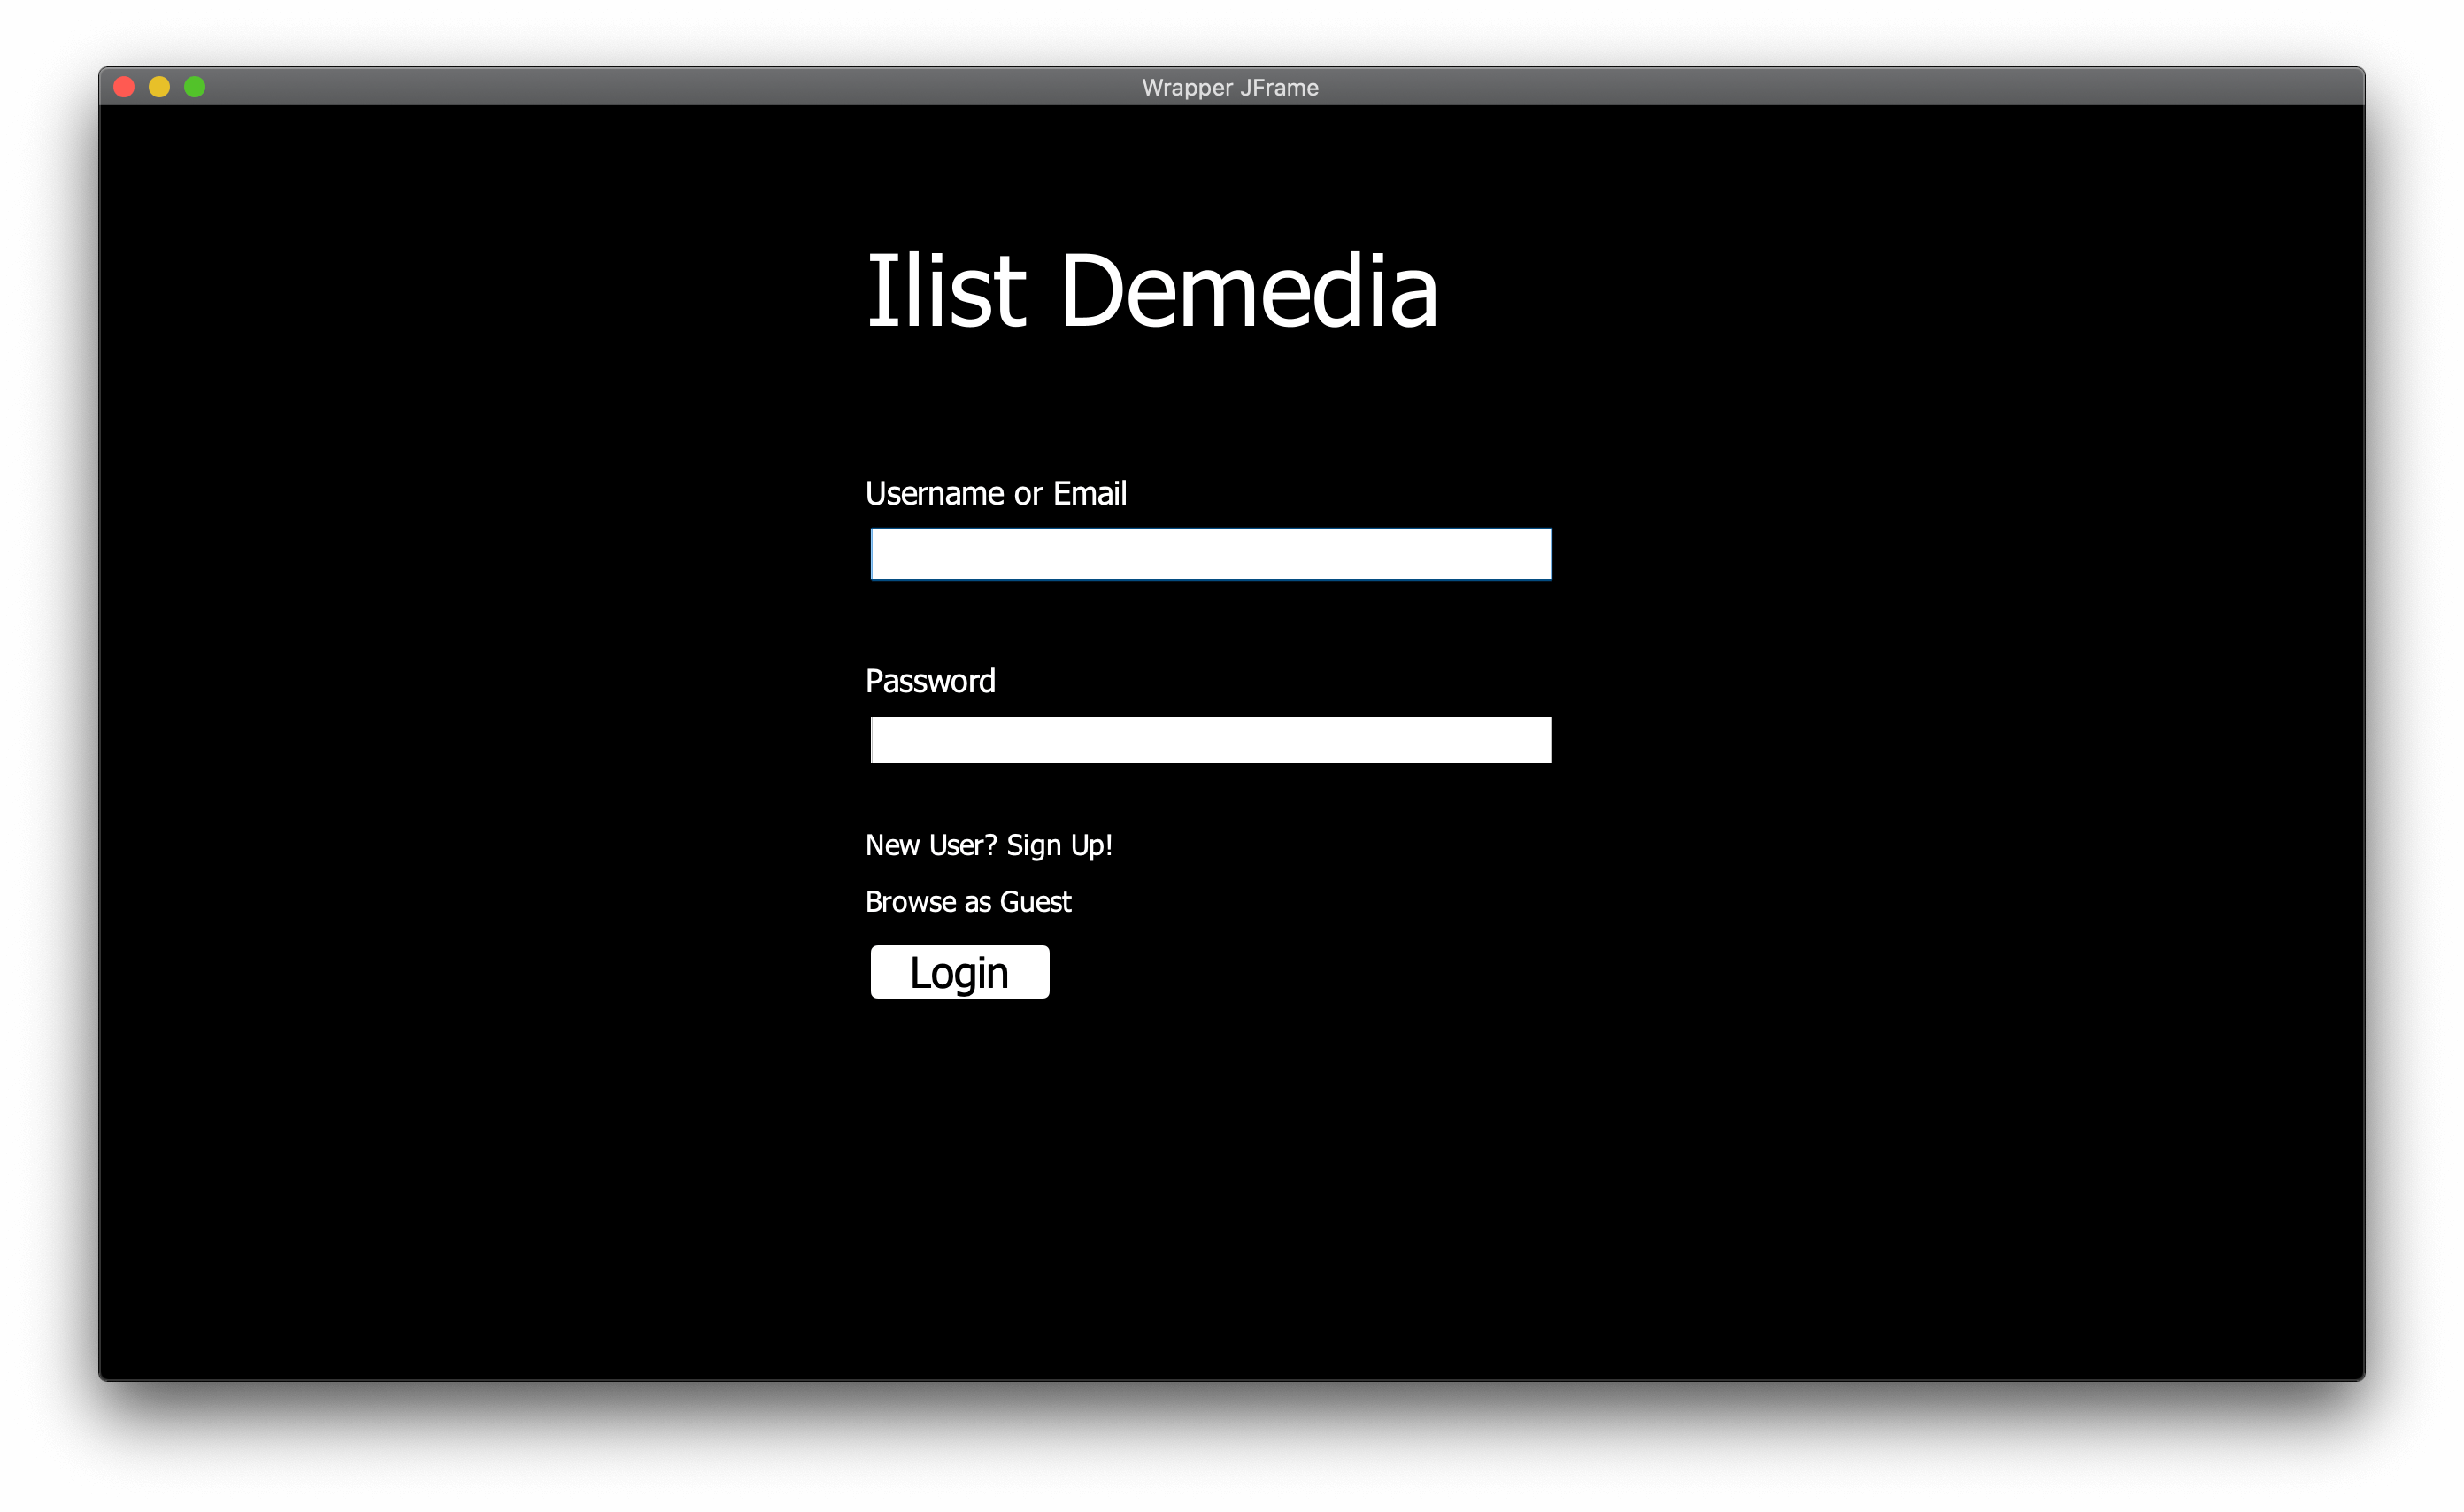 Wrapper JFrame
Ilist Demedia
Username or Email
Password
New User? Sign Up!
Browse as Guest
Login